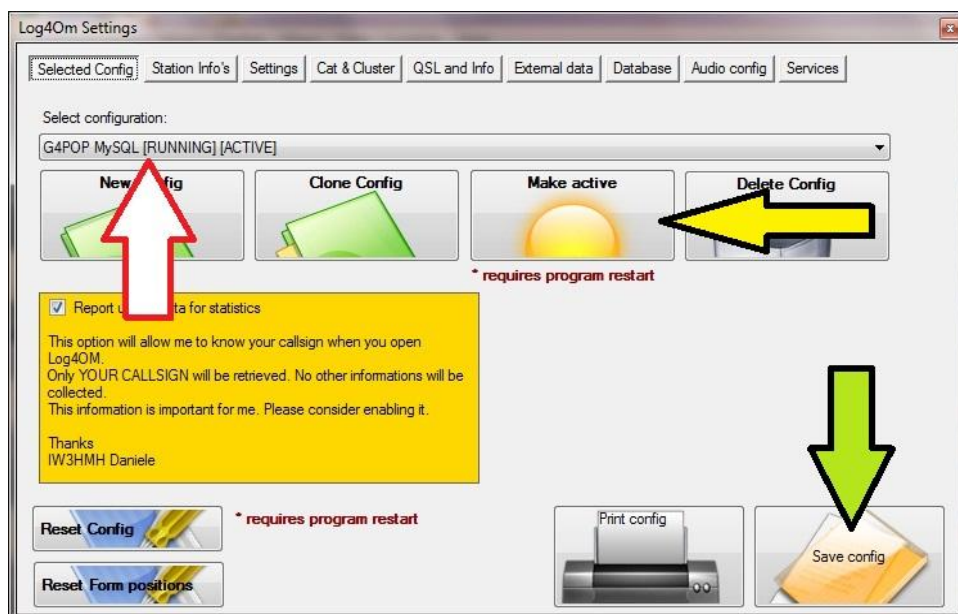 Log4Om Settings
Selected Config Station Info's Settings Cat & Cluster QSL and Info External data Database Audio config Services
Select configuration:
G4POP MySQL [RUNNING] [ACTIVE]
New Clone Config Make active Delete Config
* requires program restart
Report for statistics
This option will allow me to know your callsign when you open
Log4OM.
Only YOUR CALLSIGN will be retrieved. No other informations will be
collected.
This information is important for me. Please consider enabling it.
Thanks
IW3HMH Daniele
Reset Config * requires program restart
Print config
Save config
Reset Form positions